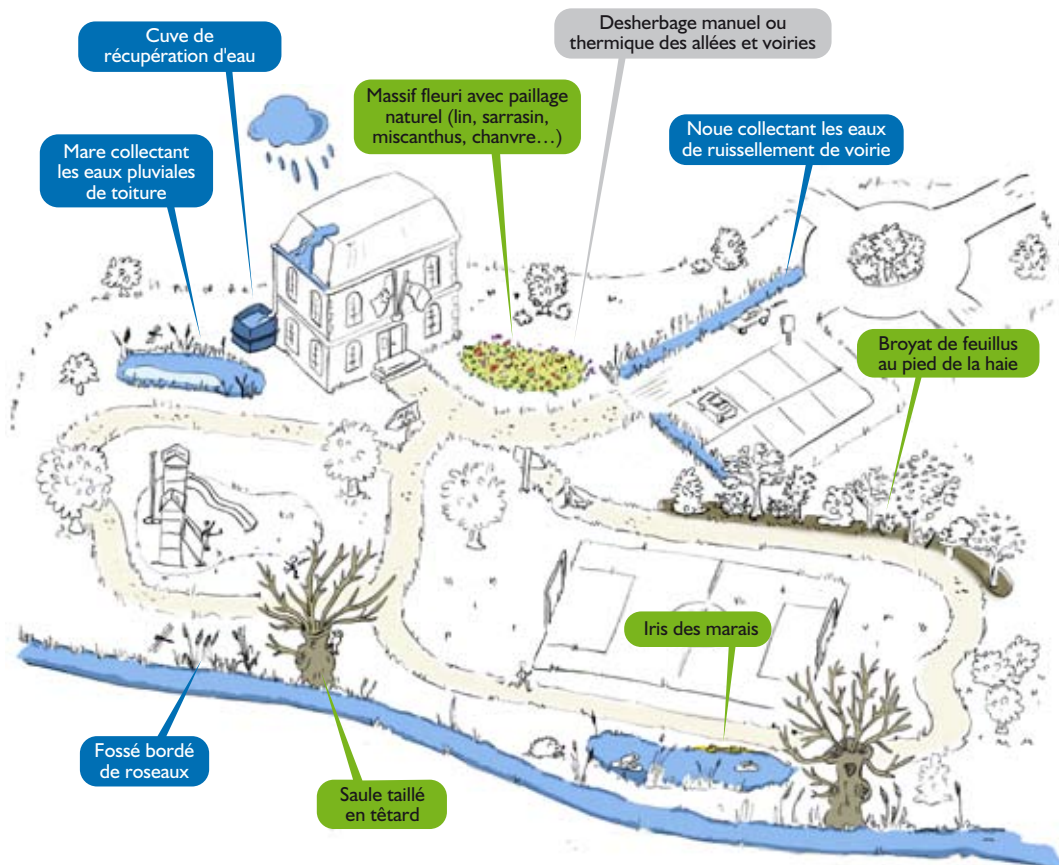 Desherbage manuel ou
thermique des allées et voiries
Cuve de
récupération d'eau
Massif fleuri avec paillage
naturel (lin, sarrasin,
miscanthus, chanvre…)
Noue collectant les eaux
de ruissellement de voirie
Mare collectant
les eaux pluviales
de toiture
Broyat de feuillus
au pied de la haie
Iris des marais
Fossé bordé
de roseaux
Saule taillé
en têtard